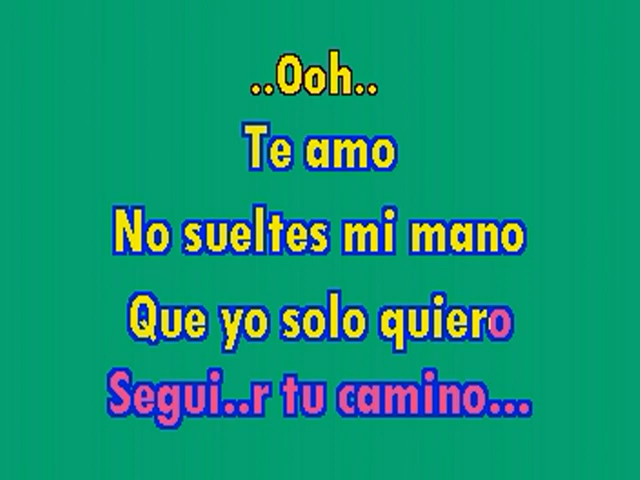 ..Ooh..
Te amo
No sueltes mi mano
Que yo solo quiero
Segui..r tu camino...